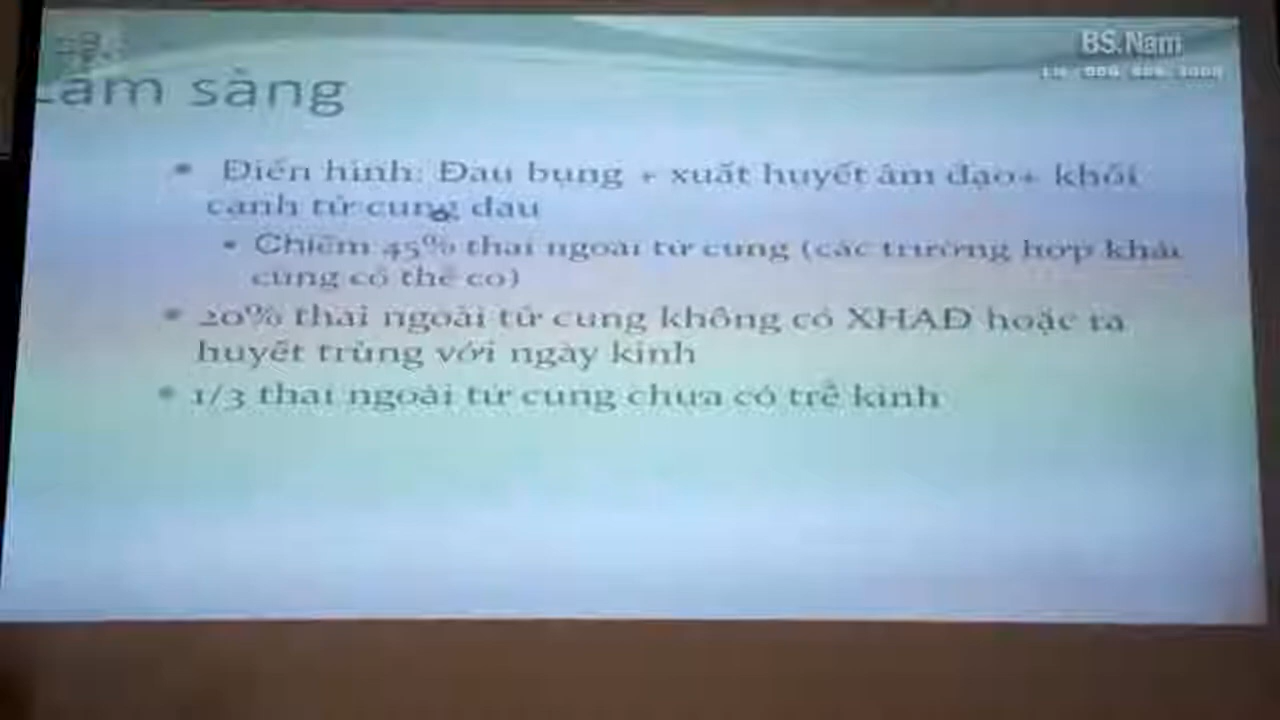 BS.Nam
Lâm sàng
• Điển hình: Đau bụng + xuất huyết âm đạo+ khối
cạnh tử cung đau
• Chiếm 45% thai ngoài tử cung (các trường hợp khác
cũng có thể có)
• 20% thai ngoài tử cung không có XHAĐ hoặc ra
huyết trùng với ngày kinh
• 1/3 thai ngoài tử cung chưa có trễ kinh